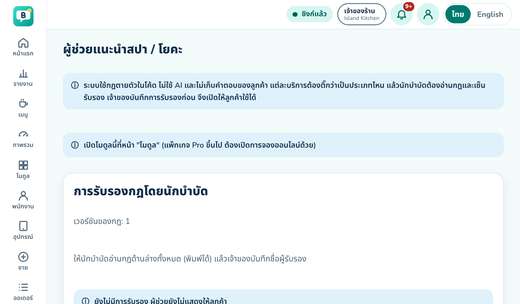 B
ซิงก์แล้ว
เจ้าของร้าน
Island Kitchen
9+
ไทย
English
หน้าแรก
รายงาน
เมนู
ภาพรวม
โมดูล
พนักงาน
อุปกรณ์
ขาย
ออเดอร์
ผู้ช่วยแนะนำสปา / โยคะ
ระบบใช้กฎตายตัวในโค้ด ไม่ใช้ AI และไม่เก็บคำตอบของลูกค้า แต่ละบริการต้องติ๊กว่าเป็นประเภทไหน แล้วนักบำบัดต้องอ่านกฎและเซ็น
รับรอง เจ้าของบันทึกการรับรองก่อน จึงเปิดให้ลูกค้าใช้ได้
เปิดโมดูลนี้ที่หน้า "โมดูล" (แพ็กเกจ Pro ขึ้นไป ต้องเปิดการจองออนไลน์ด้วย)
การรับรองกฎโดยนักบำบัด
เวอร์ชันของกฎ: 1
ให้นักบำบัดอ่านกฎด้านล่างทั้งหมด (พิมพ์ได้) แล้วเจ้าของบันทึกชื่อผู้รับรอง
ยังไม่มีการรับรอง ผู้ช่วยยังไม่แสดงให้ลูกค้า